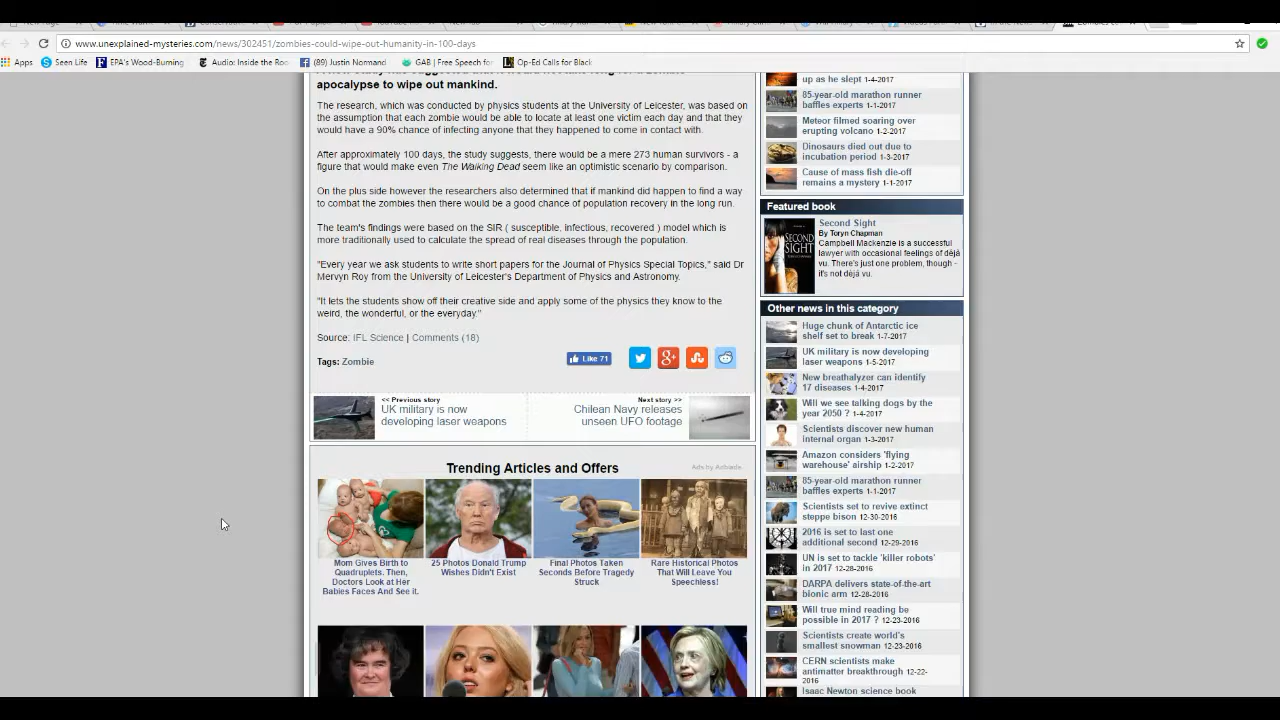 www.unexplained-mysteries.com/news/302451/zombies-could-wipe-out-humanity-in-100-days
Apps
Seen Life
EPA's Wood-Burning
Audio: Inside the Roo
(89) Justin Normand
GAB | Free Speech for
Op-Ed Calls for Black
apocalypse to wipe out mankind.
The research, which was conducted by physics students at the University of Leicester, was based on
the assumption that each zombie would be able to locate at least one victim each day and that they
would have a 90% chance of infecting anyone that they happened to come in contact with.
After approximately 100 days, the study suggests, there would be a mere 273 human survivors - a
figure that would make even The Walking Dead seem like an optimistic scenario by comparison.
On the plus side however the researchers also determined that if mankind did happen to find a way
to combat the zombies then there would be a good chance of population recovery in the long run.
The team's findings were based on the SIR ( susceptible, infectious, recovered ) model which is
more traditionally used to calculate the spread of real diseases through the population.
"Every year we ask students to write short papers for the Journal of Physics Special Topics," said Dr
Mervyn Roy from the University of Leicester's Department of Physics and Astronomy.
"It lets the students show off their creative side and apply some of the physics they know to the
weird, the wonderful, or the everyday."
Source: IFL Science | Comments (18)
Tags: Zombie
Like 71
<< Previous story
UK military is now
developing laser weapons
Next story >>
Chilean Navy releases
unseen UFO footage
Trending Articles and Offers
Ads by Adblade
Mom Gives Birth to
Quadruplets. Then,
Doctors Look at Her
Babies Faces And See it.
25 Photos Donald Trump
Wishes Didn't Exist
Final Photos Taken
Seconds Before Tragedy
Struck
Rare Historical Photos
That Will Leave You
Speechless!
up as he slept 1-4-2017
85-year-old marathon runner
baffles experts 1-1-2017
Meteor filmed soaring over
erupting volcano 1-2-2017
Dinosaurs died out due to
incubation period 1-3-2017
Cause of mass fish die-off
remains a mystery 1-1-2017
Featured book
SECOND
SIGHT
Second Sight
By Toryn Chapman
Campbell Mackenzie is a successful
lawyer with occasional feelings of déjà
vu. There's just one problem, though -
it's not déjà vu.
Other news in this category
Huge chunk of Antarctic ice
shelf set to break 1-7-2017
UK military is now developing
laser weapons 1-5-2017
New breathalyzer can identify
17 diseases 1-4-2017
Will we see talking dogs by the
year 2050 ? 1-4-2017
Scientists discover new human
internal organ 1-3-2017
Amazon considers 'flying
warehouse' airship 1-2-2017
85-year-old marathon runner
baffles experts 1-1-2017
Scientists set to revive extinct
steppe bison 12-30-2016
2016 is set to last one
additional second 12-29-2016
UN is set to tackle 'killer robots'
in 2017 12-28-2016
DARPA delivers state-of-the-art
bionic arm 12-28-2016
Will true mind reading be
possible in 2017 ? 12-23-2016
Scientists create world's
smallest snowman 12-23-2016
CERN scientists make
antimatter breakthrough 12-22-
2016
Isaac Newton science book